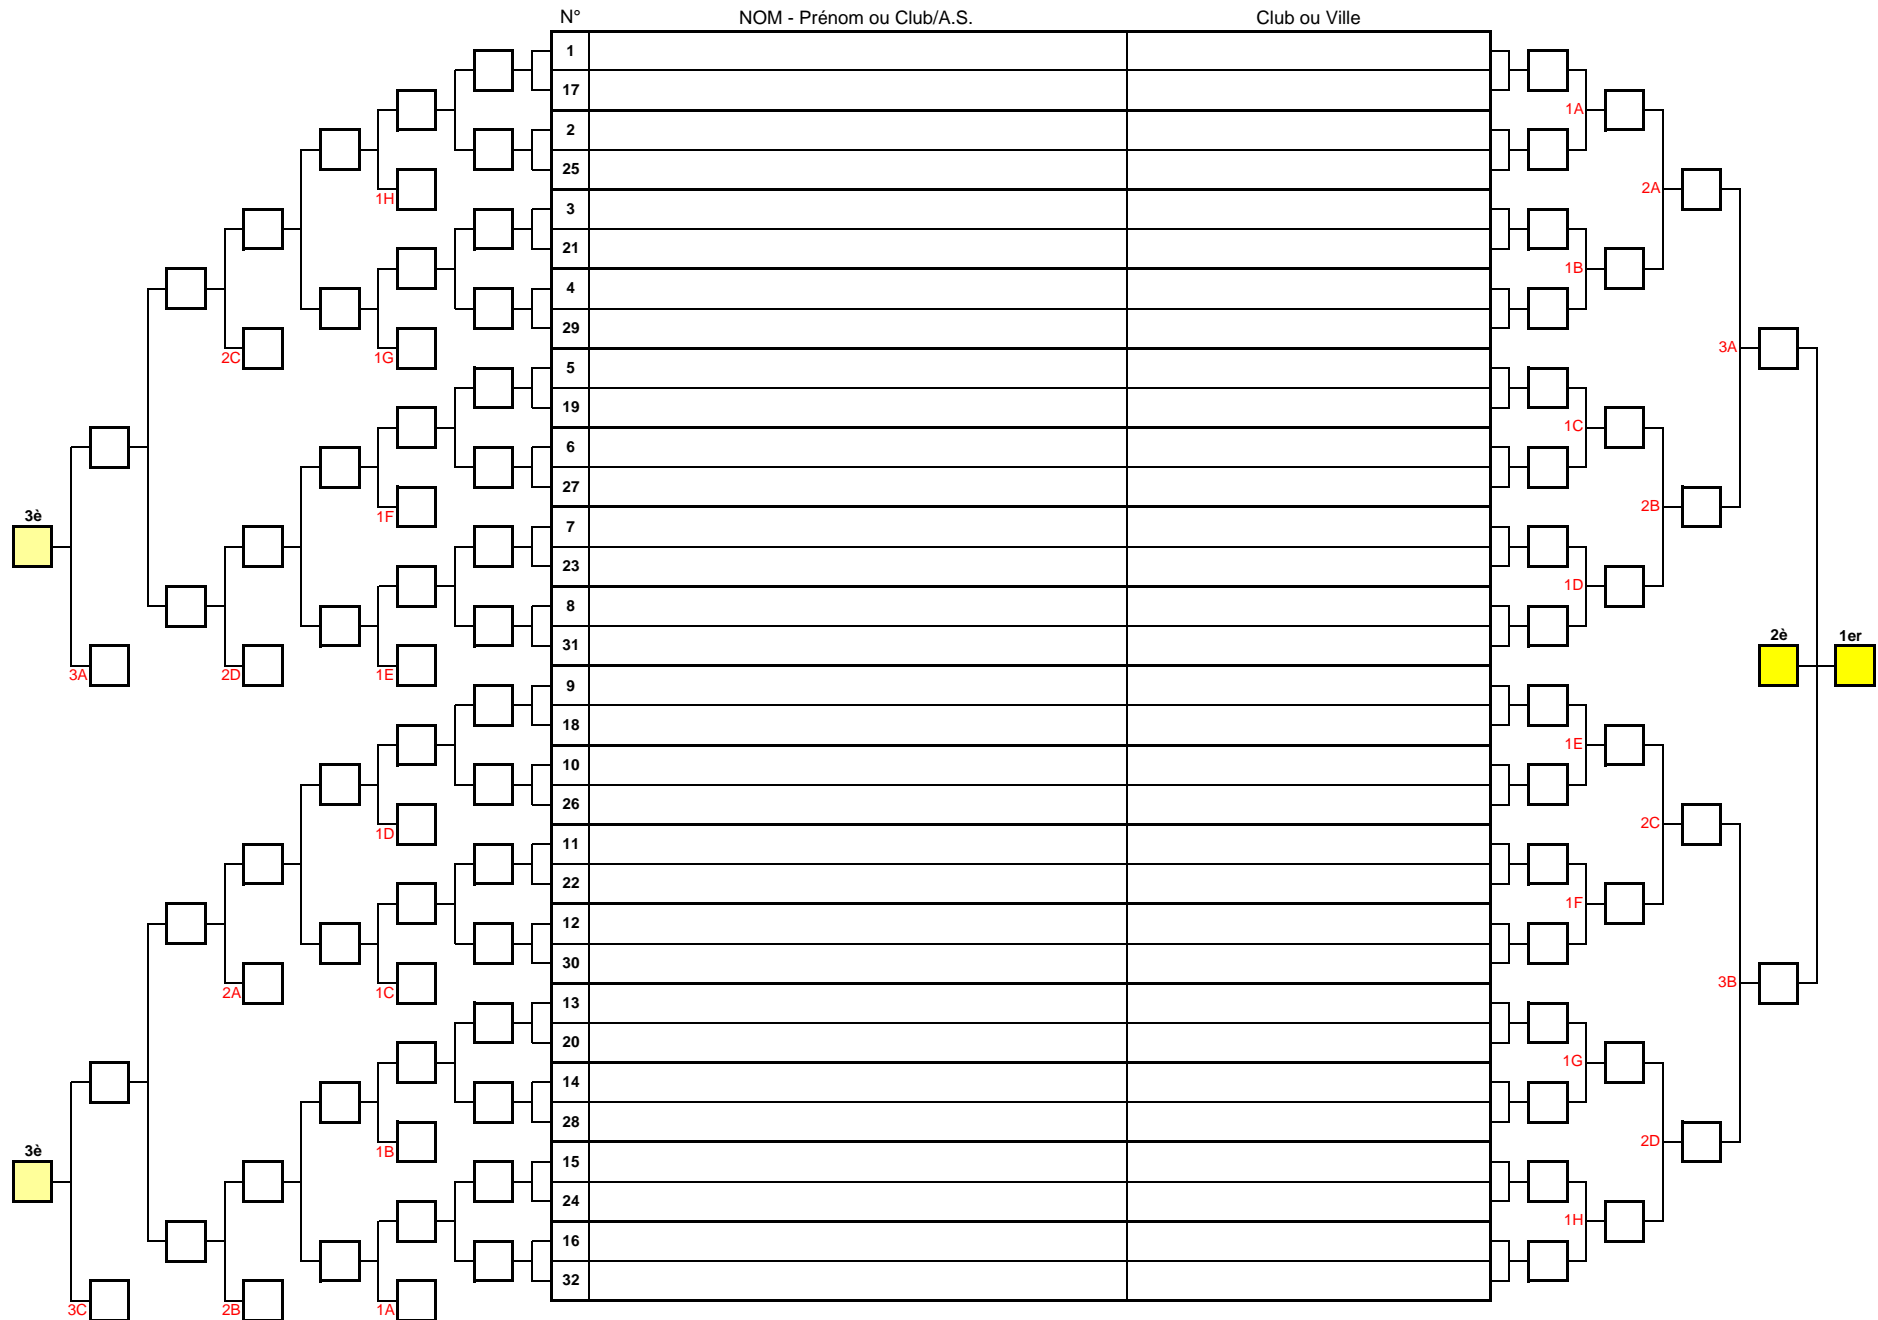 N° NOM - Prénom ou Club/A.S. Club ou Ville
1
17
1A
2
25
1H 2A
3
21
1B
4
29
2C 1G 3A
5
19
1C
6
27
2B
3è 1F
7
23
1D
8
31
2è 1er
3A 2D 1E
9
18
1E
10
26
2C
1D
11
22
1F
12
30
3B
2A 1C
13
20
1G
14
28
2D
3è 1B
15
24
1H
16
32
3C 2B 1A